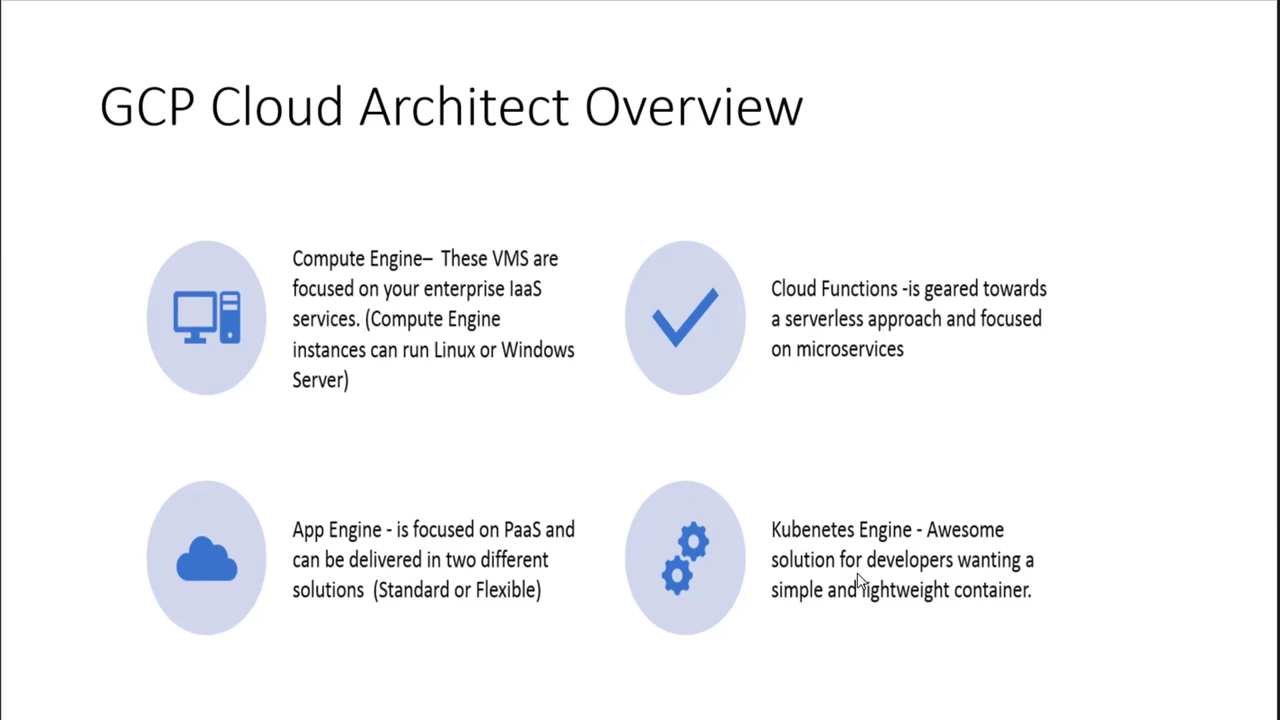 GCP Cloud Architect Overview
Compute Engine– These VMS are
focused on your enterprise IaaS
services. (Compute Engine
instances can run Linux or Windows
Server)
Cloud Functions -is geared towards
a serverless approach and focused
on microservices
App Engine - is focused on PaaS and
can be delivered in two different
solutions (Standard or Flexible)
Kubenetes Engine - Awesome
solution for developers wanting a
simple and lightweight container.